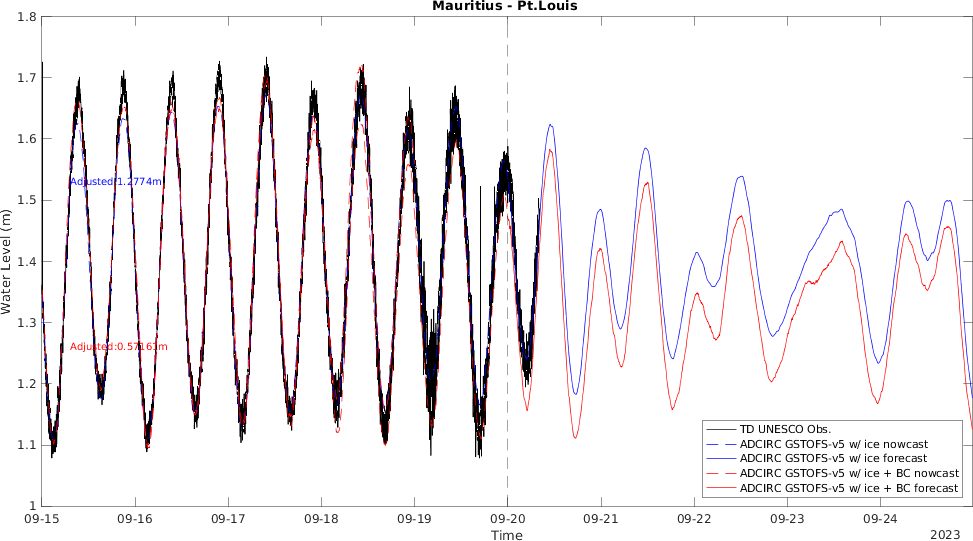 Mauritius - Pt.Louis
1.8
1.7
1.6
1.5
1.4
1.3
1.2
1.1
1
Water Level (m)
Adjusted:1.2774m
Adjusted:0.57161m
TD UNESCO Obs.
ADCIRC GSTOFS-v5 w/ ice nowcast
ADCIRC GSTOFS-v5 w/ ice forecast
ADCIRC GSTOFS-v5 w/ ice + BC nowcast
ADCIRC GSTOFS-v5 w/ ice + BC forecast
09-15 09-16 09-17 09-18 09-19 09-20 09-21 09-22 09-23 09-24
Time
2023